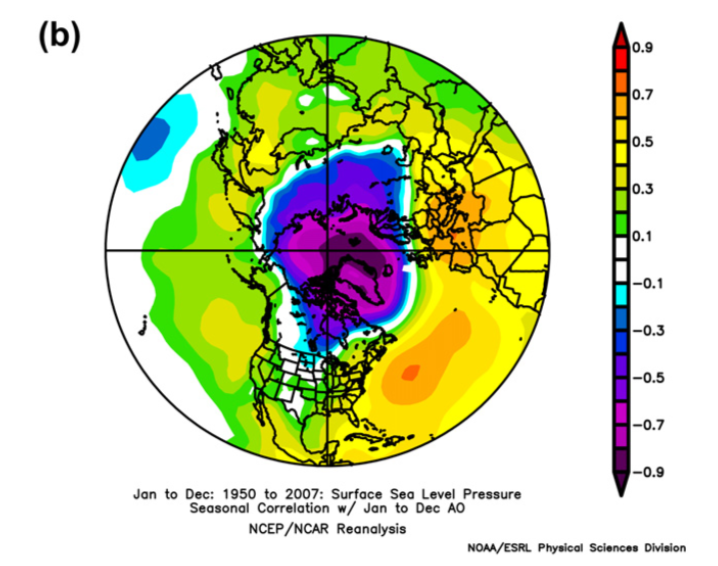 (b)
0.9
0.7
0.5
0.3
0.1
−0.1
−0.3
−0.5
−0.7
−0.9
Jan to Dec: 1950 to 2007: Surface Sea Level Pressure
Seasonal Correlation w/ Jan to Dec AO
NCEP/NCAR Reanalysis
NOAA/ESRL Physical Sciences Division